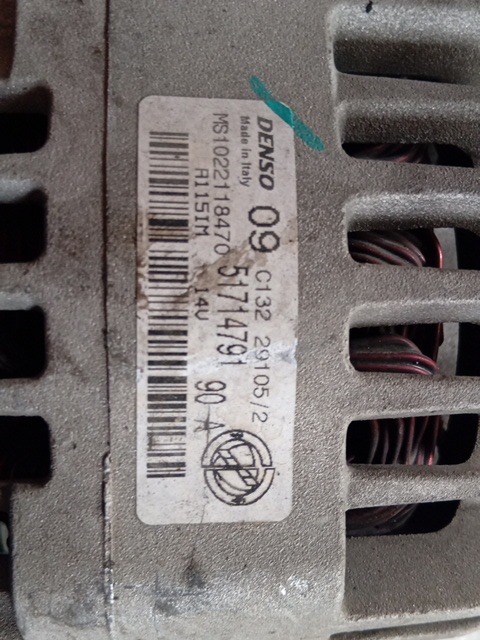 DENSO 09 C132 29105/2
Made in Italy
MS1022118470 51714791 90 A
A115IM 14V